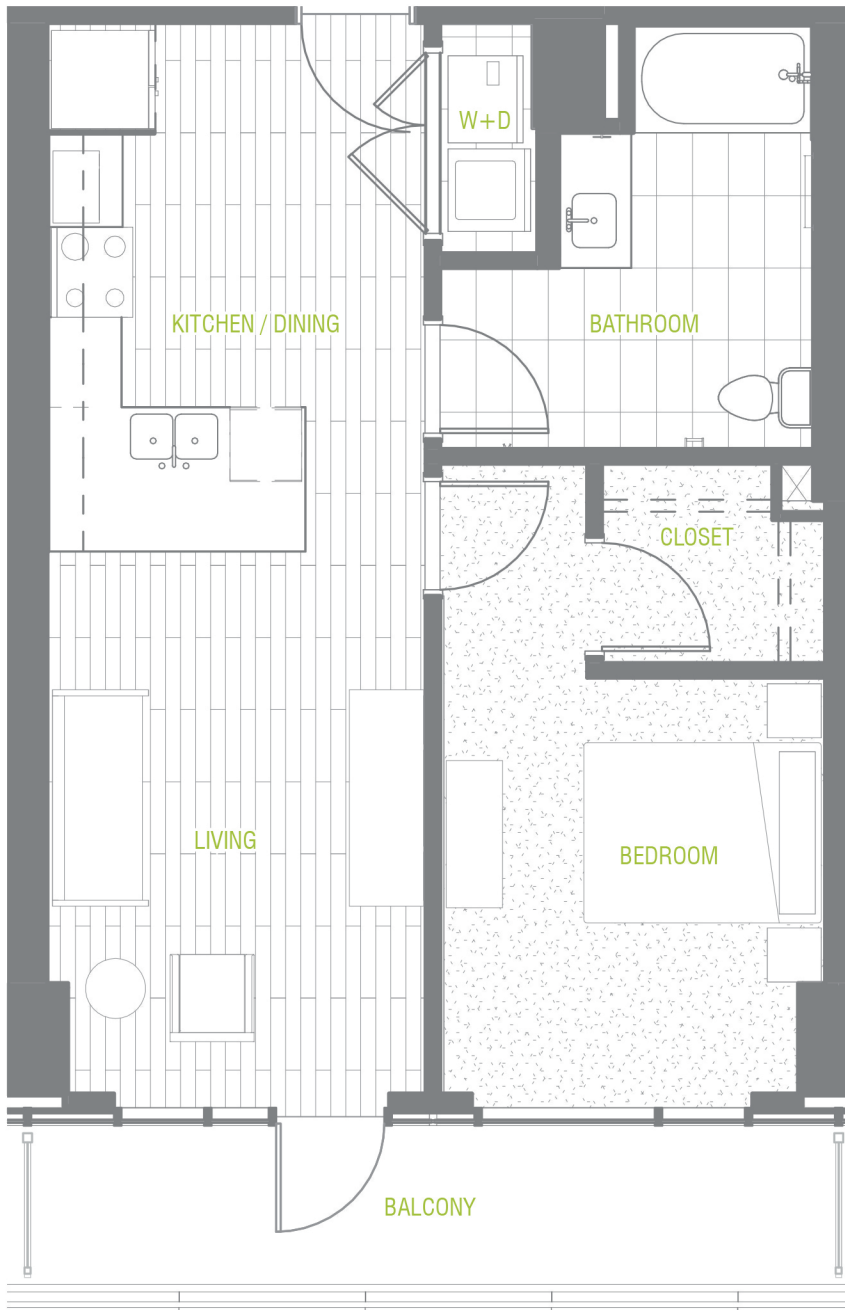 W+D
KITCHEN / DINING
BATHROOM
CLOSET
LIVING
BEDROOM
BALCONY